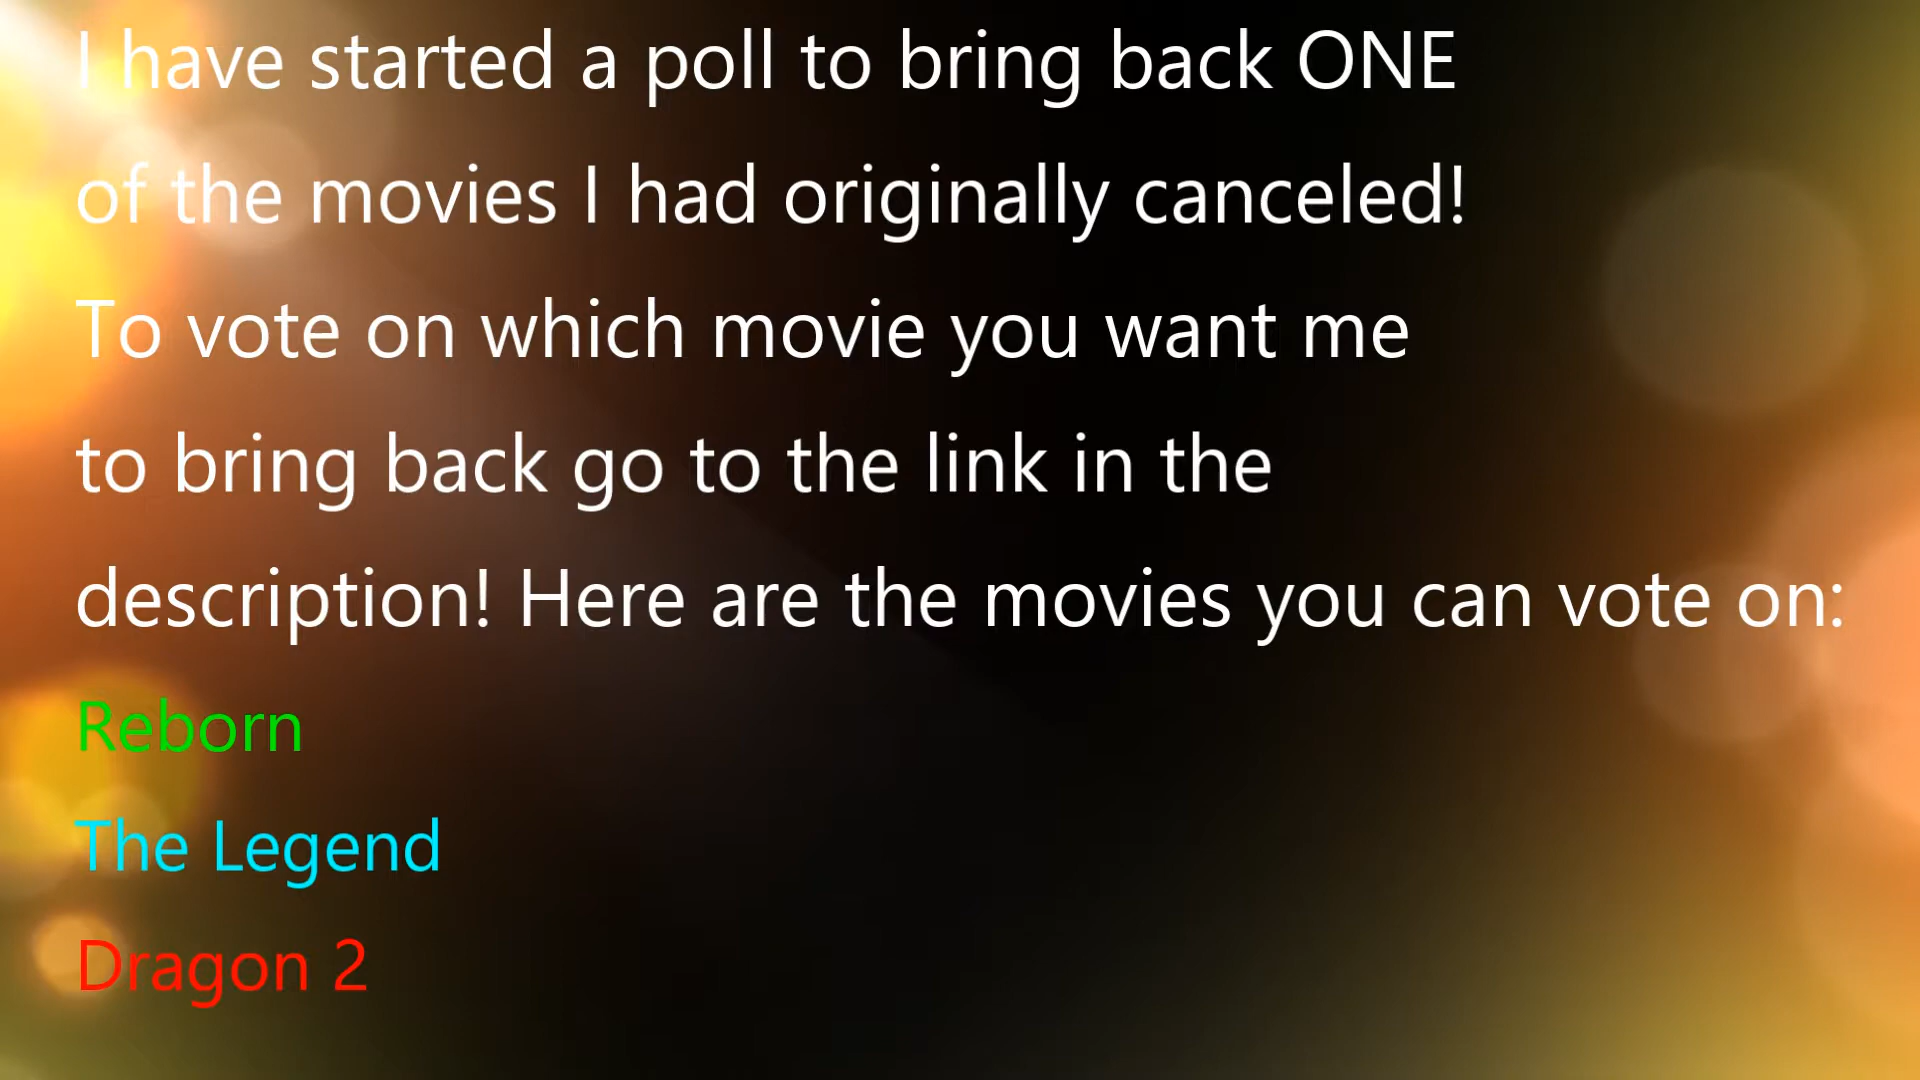 I have started a poll to bring back ONE
of the movies I had originally canceled!
To vote on which movie you want me
to bring back go to the link in the
description! Here are the movies you can vote on:
Reborn
The Legend
Dragon 2